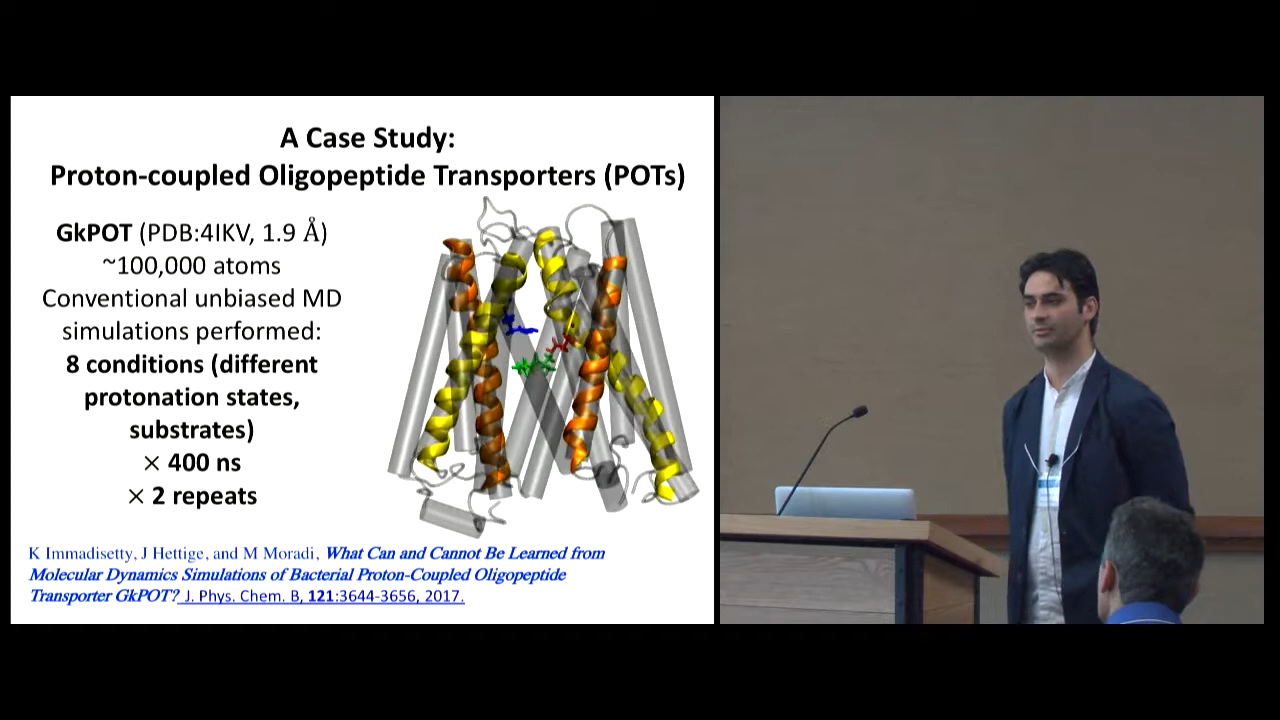 A Case Study:
Proton-coupled Oligopeptide Transporters (POTs)
GkPOT (PDB:4IKV, 1.9 Å)
~100,000 atoms
Conventional unbiased MD
simulations performed:
8 conditions (different
protonation states,
substrates)
× 400 ns
× 2 repeats
K Immadisetty, J Hettige, and M Moradi, What Can and Cannot Be Learned from
Molecular Dynamics Simulations of Bacterial Proton-Coupled Oligopeptide
Transporter GkPOT? J. Phys. Chem. B, 121:3644-3656, 2017.